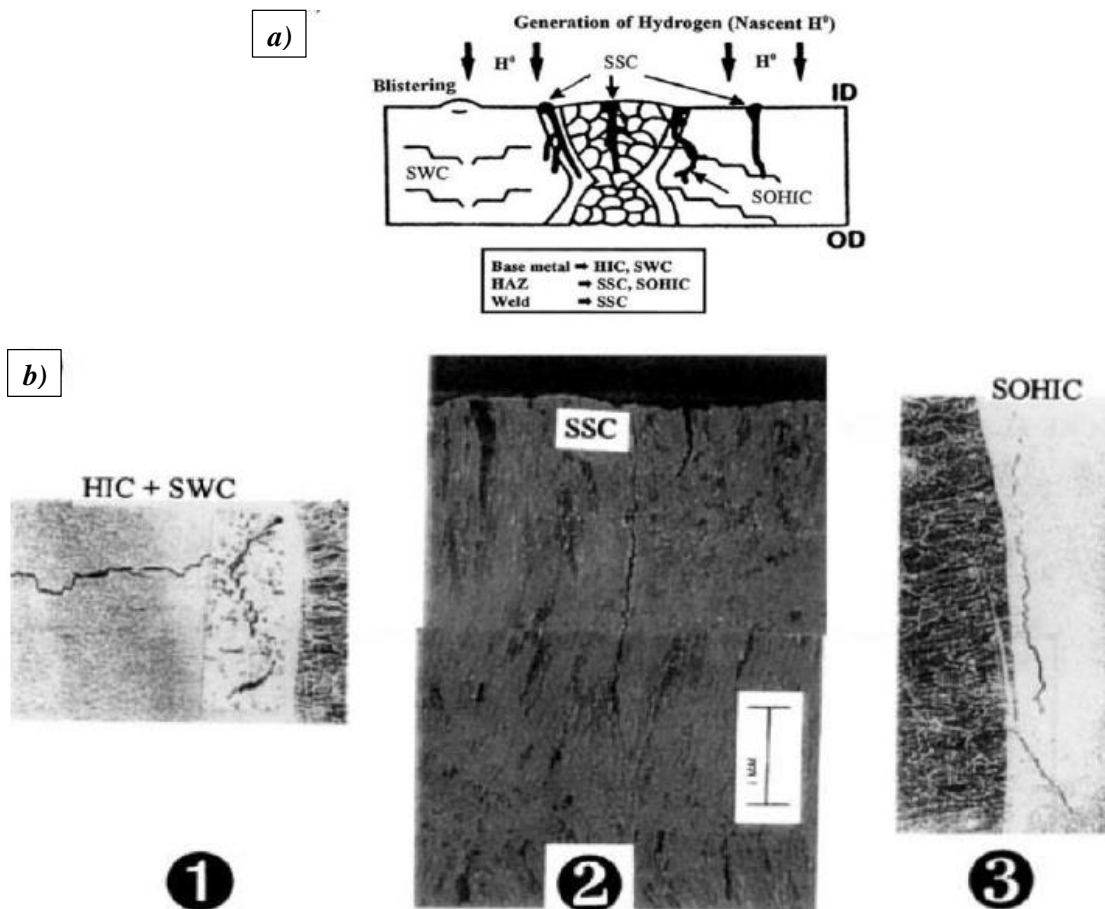 a)
Generation of Hydrogen (Nascent H⁰)
H⁰
SSC
H⁰
Blistering
ID
SWC
SOHIC
OD
Base metal ➡ HIC, SWC
HAZ ➡ SSC, SOHIC
Weld ➡ SSC
b)
SOHIC
SSC
HIC + SWC
1
2
3